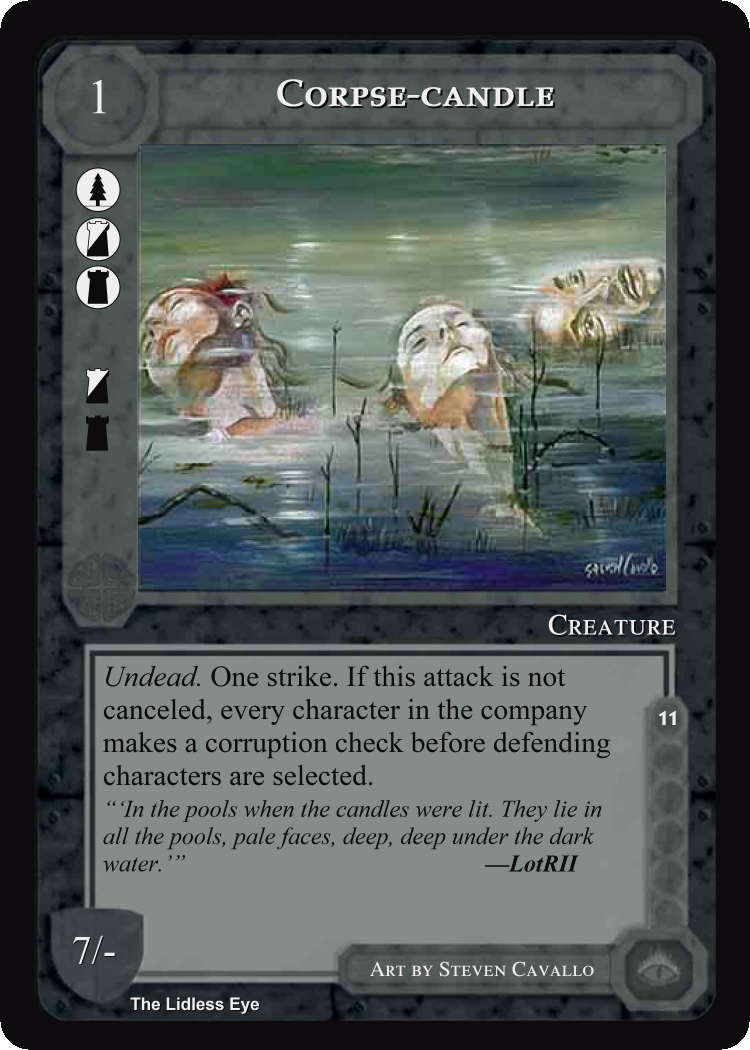 1
Corpse-candle
Steven Cavallo
Creature
Undead. One strike. If this attack is not
canceled, every character in the company
makes a corruption check before defending
characters are selected.
“‘In the pools when the candles were lit. They lie in
all the pools, pale faces, deep, deep under the dark
water.’” —LotRII
11
7/-
Art by Steven Cavallo
The Lidless Eye